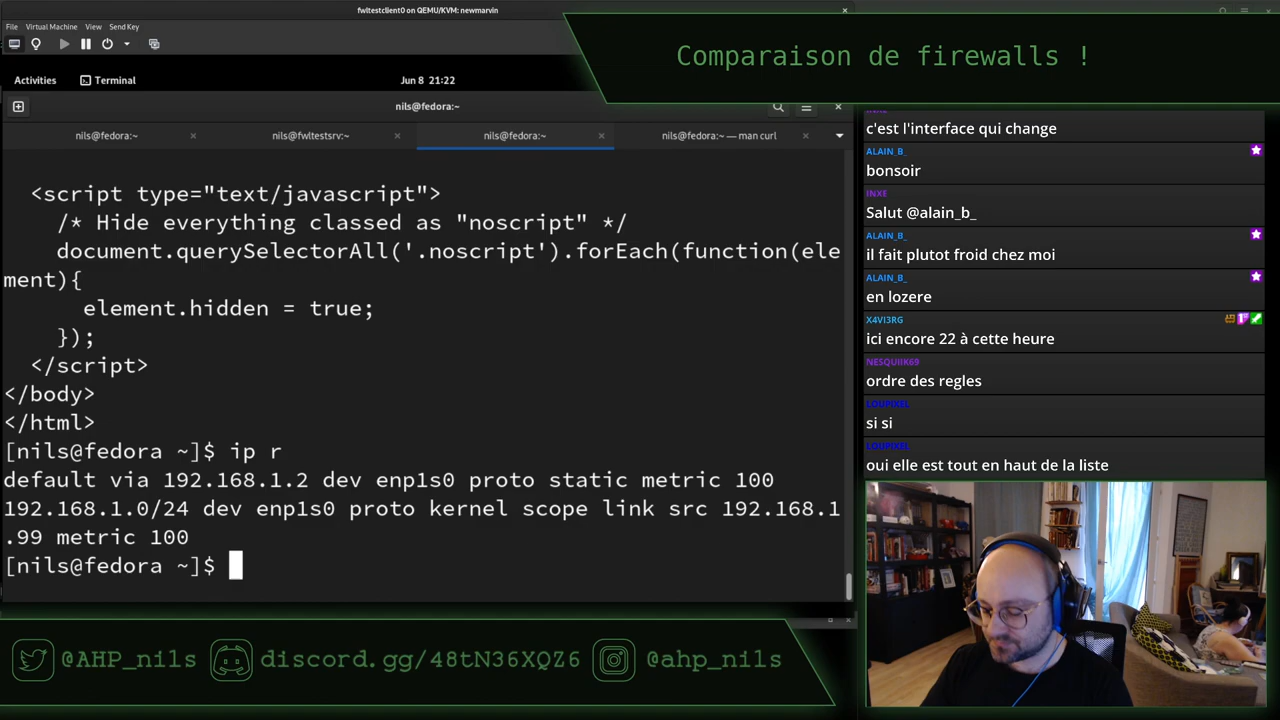 fwltestclient0 on QEMU/KVM: newmarvin
File Virtual Machine View Send Key
Comparaison de firewalls !
Activities Terminal Jun 8 21:22
nils@fedora:~
nils@fedora:~ nils@fwltestsrv:~ nils@fedora:~ nils@fedora:~ — man curl
<script type="text/javascript">
/* Hide everything classed as "noscript" */
document.querySelectorAll('.noscript').forEach(function(ele
ment){
element.hidden = true;
});
</script>
</body>
</html>
[nils@fedora ~]$ ip r
default via 192.168.1.2 dev enp1s0 proto static metric 100
192.168.1.0/24 dev enp1s0 proto kernel scope link src 192.168.1
.99 metric 100
[nils@fedora ~]$
INXE
c'est l'interface qui change
ALAIN_B_
bonsoir
INXE
Salut @alain_b_
ALAIN_B_
il fait plutot froid chez moi
ALAIN_B_
en lozere
X4VI3RG
ici encore 22 à cette heure
NESQUIIK69
ordre des regles
LOUPIXEL
si si
LOUPIXEL
oui elle est tout en haut de la liste
@AHP_nils discord.gg/48tN36XQZ6 @ahp_nils